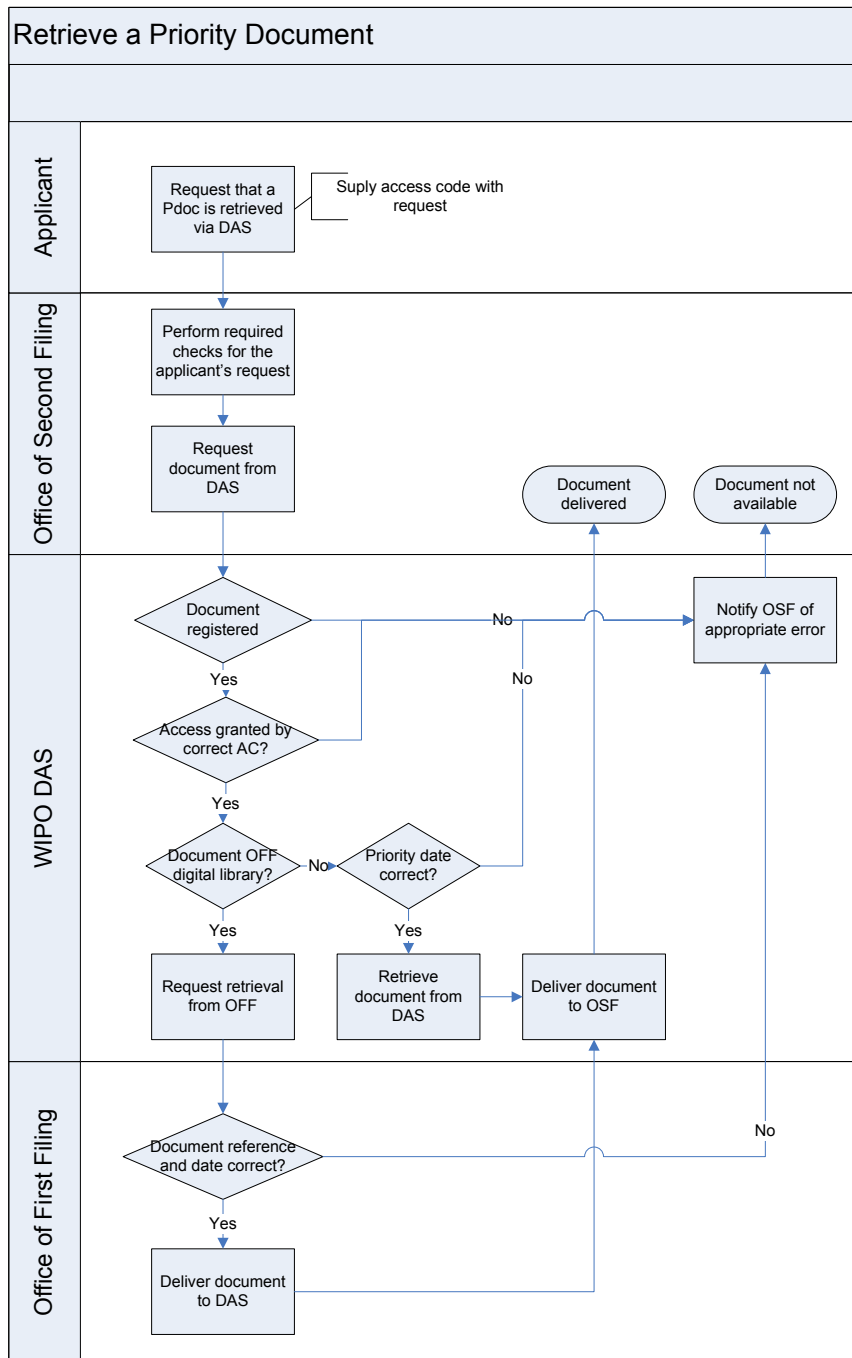 Retrieve a Priority Document
Applicant
Request that a
Pdoc is retrieved
via DAS
Suply access code with
request
Office of Second Filing
Perform required
checks for the
applicant's request
Request
document from
DAS
Document
delivered
Document not
available
WIPO DAS
Document
registered
No
Notify OSF of
appropriate error
Yes
No
Access granted by
correct AC?
Yes
Document OFF
digital library?
No
Priority date
correct?
Yes
Yes
Request retrieval
from OFF
Retrieve
document from
DAS
Deliver document
to OSF
Office of First Filing
Document reference
and date correct?
No
Yes
Deliver document
to DAS